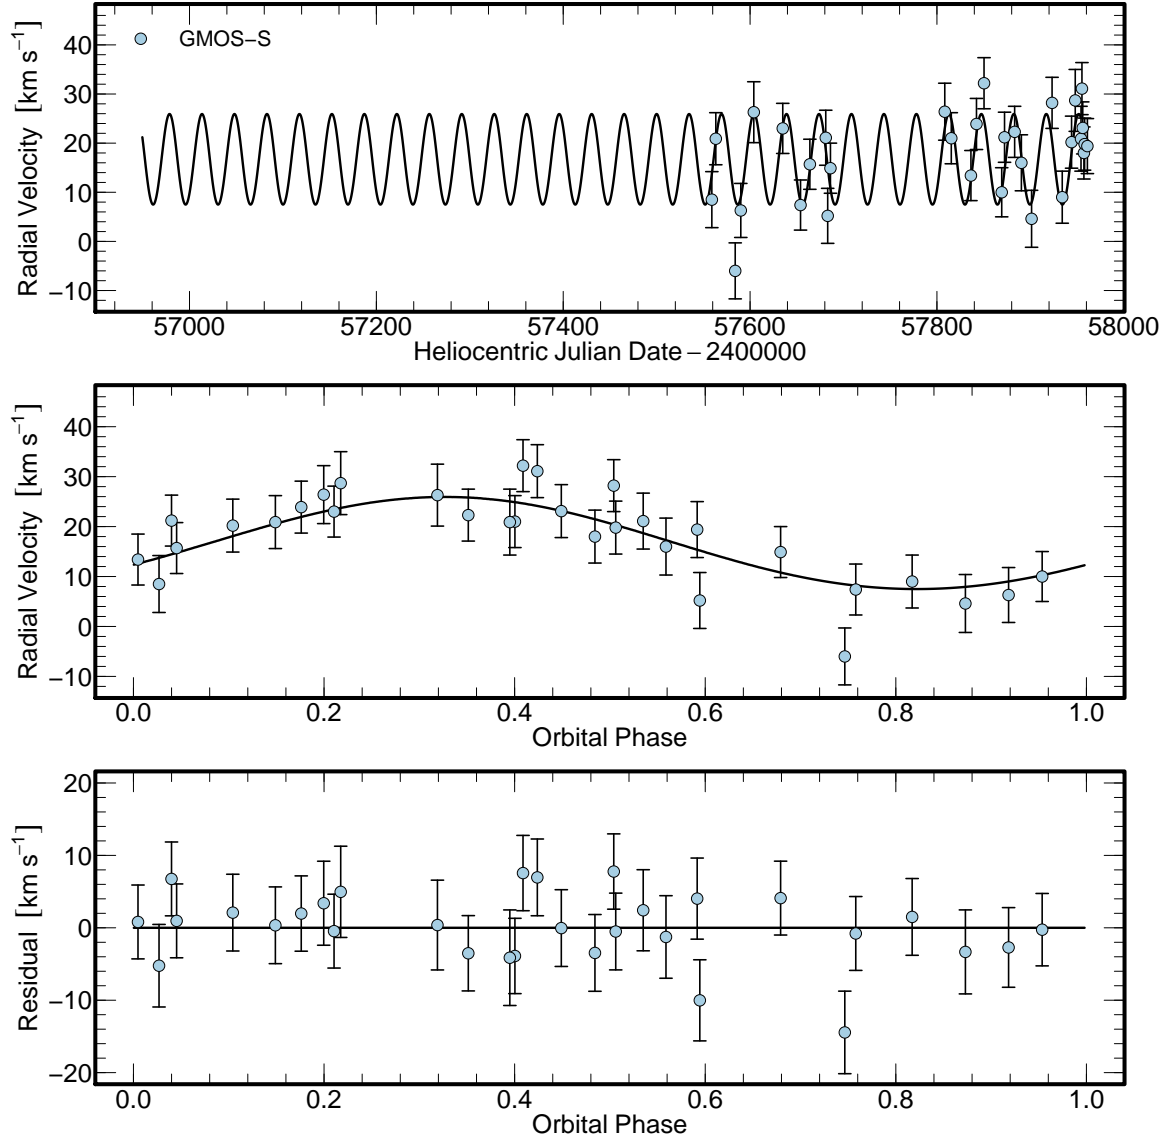 GMOS−S
Radial Velocity [km s⁻¹]
40
30
20
10
0
−10
57000 57200 57400 57600 57800 58000
Heliocentric Julian Date − 2400000
Radial Velocity [km s⁻¹]
40
30
20
10
0
−10
0.0 0.2 0.4 0.6 0.8 1.0
Orbital Phase
Residual [km s⁻¹]
20
10
0
−10
−20
0.0 0.2 0.4 0.6 0.8 1.0
Orbital Phase